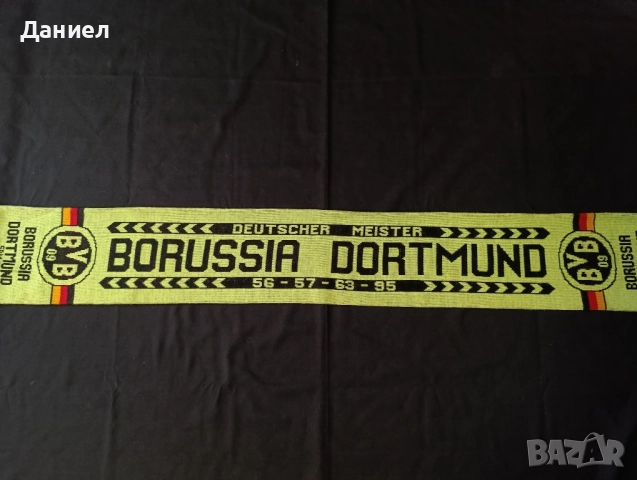 Даниел
DEUTSCHER MEISTER
BORUSSIA DORTMUND
56 - 57 - 63 - 95
BORUSSIA
DORTMUND
BVB
09
BVB
09
BORUSSIA
BAZAR